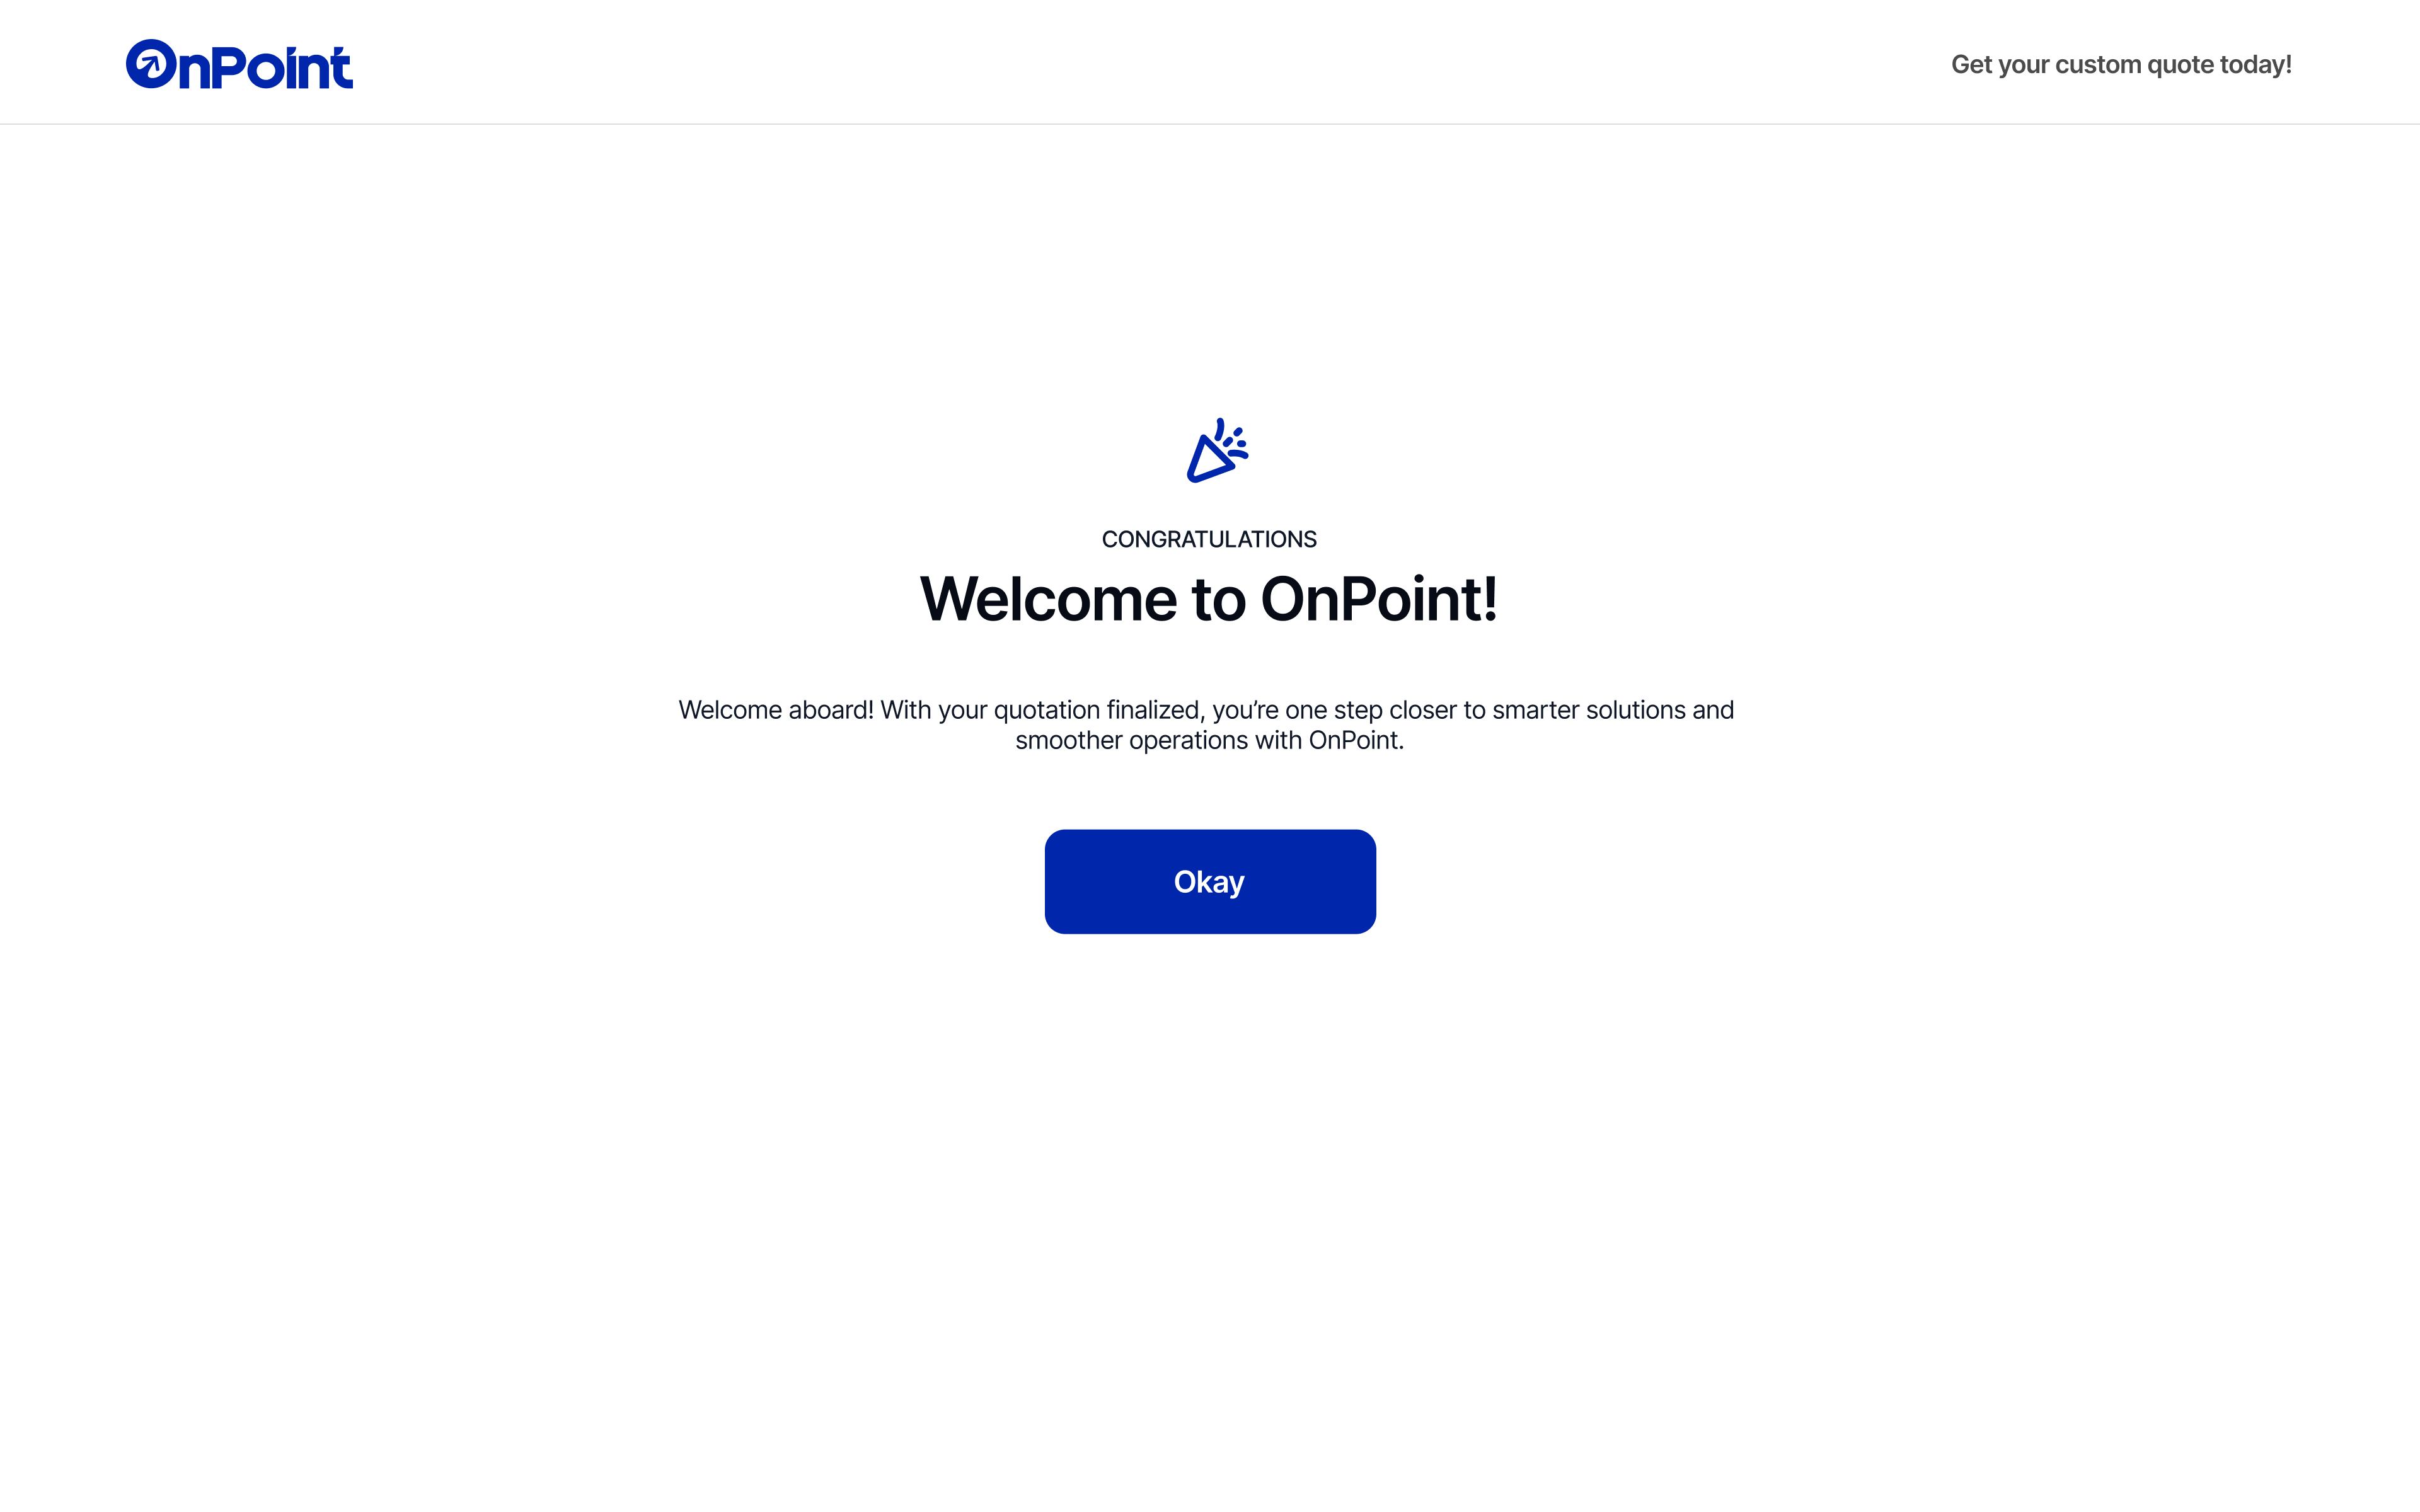 OnPoint
Get your custom quote today!
CONGRATULATIONS
Welcome to OnPoint!
Welcome aboard! With your quotation finalized, you’re one step closer to smarter solutions and
smoother operations with OnPoint.
Okay